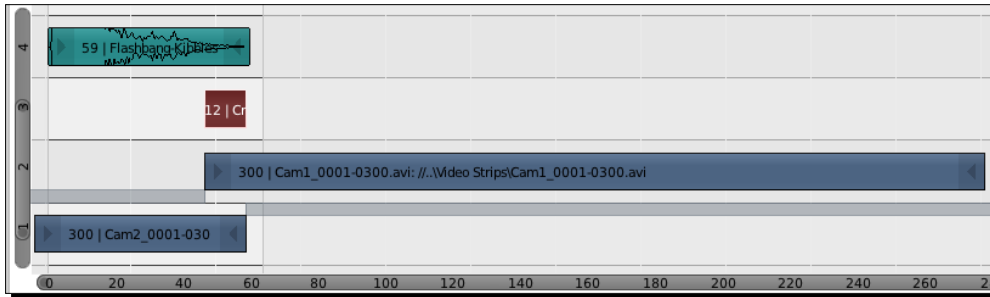 4
59 | Flashbang-Kibbles
3
12 | Cr
2
300 | Cam1_0001-0300.avi: //..\Video Strips\Cam1_0001-0300.avi
1
300 | Cam2_0001-030
0 20 40 60 80 100 120 140 160 180 200 220 240 260 2